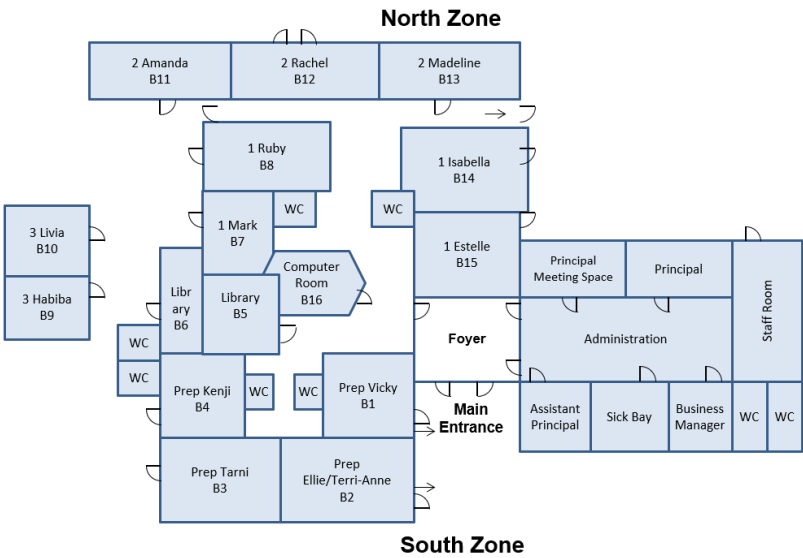 North Zone
2 Amanda
B11
2 Rachel
B12
2 Madeline
B13
1 Ruby
B8
1 Isabella
B14
WC
WC
1 Mark
B7
3 Livia
B10
1 Estelle
B15
Principal
Meeting Space
Principal
Staff Room
Computer
Room
B16
Libr
ary
B6
Library
B5
3 Habiba
B9
Foyer
Administration
WC
WC
Prep Kenji
B4
WC
WC
Prep Vicky
B1
Main
Entrance
Assistant
Principal
Sick Bay
Business
Manager
WC
WC
Prep Tarni
B3
Prep
Ellie/Terri-Anne
B2
South Zone